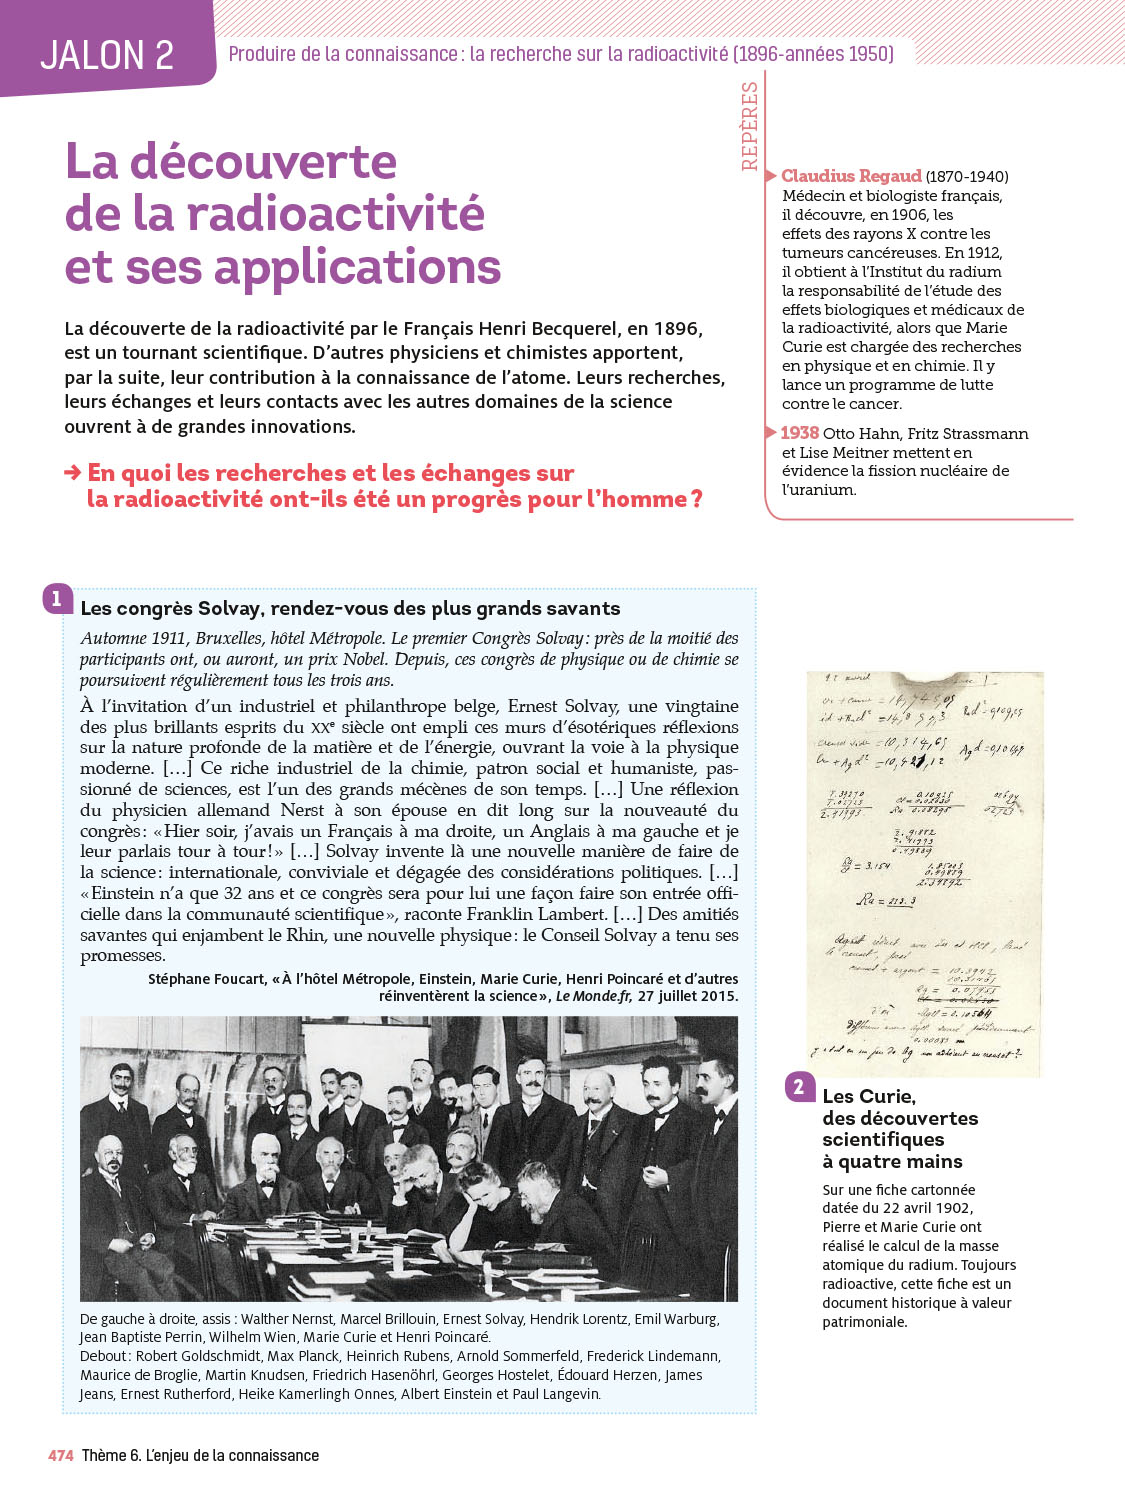 JALON 2
Produire de la connaissance : la recherche sur la radioactivité (1896-années 1950)
La découverte
de la radioactivité
et ses applications
La découverte de la radioactivité par le Français Henri Becquerel, en 1896,
est un tournant scientifique. D’autres physiciens et chimistes apportent,
par la suite, leur contribution à la connaissance de l’atome. Leurs recherches,
leurs échanges et leurs contacts avec les autres domaines de la science
ouvrent à de grandes innovations.
→ En quoi les recherches et les échanges sur
la radioactivité ont-ils été un progrès pour l’homme ?
REPÈRES
Claudius Regaud (1870-1940)
Médecin et biologiste français,
il découvre, en 1906, les
effets des rayons X contre les
tumeurs cancéreuses. En 1912,
il obtient à l’Institut du radium
la responsabilité de l’étude des
effets biologiques et médicaux de
la radioactivité, alors que Marie
Curie est chargée des recherches
en physique et en chimie. Il y
lance un programme de lutte
contre le cancer.
1938 Otto Hahn, Fritz Strassmann
et Lise Meitner mettent en
évidence la fission nucléaire de
l’uranium.
1
Les congrès Solvay, rendez-vous des plus grands savants
Automne 1911, Bruxelles, hôtel Métropole. Le premier Congrès Solvay : près de la moitié des
participants ont, ou auront, un prix Nobel. Depuis, ces congrès de physique ou de chimie se
poursuivent régulièrement tous les trois ans.
À l’invitation d’un industriel et philanthrope belge, Ernest Solvay, une vingtaine
des plus brillants esprits du XXe siècle ont empli ces murs d’ésotériques réflexions
sur la nature profonde de la matière et de l’énergie, ouvrant la voie à la physique
moderne. […] Ce riche industriel de la chimie, patron social et humaniste, pas-
sionné de sciences, est l’un des grands mécènes de son temps. […] Une réflexion
du physicien allemand Nerst à son épouse en dit long sur la nouveauté du
congrès : « Hier soir, j’avais un Français à ma droite, un Anglais à ma gauche et je
leur parlais tour à tour ! » […] Solvay invente là une nouvelle manière de faire de
la science : internationale, conviviale et dégagée des considérations politiques. […]
« Einstein n’a que 32 ans et ce congrès sera pour lui une façon faire son entrée offi-
cielle dans la communauté scientifique », raconte Franklin Lambert. […] Des amitiés
savantes qui enjambent le Rhin, une nouvelle physique : le Conseil Solvay a tenu ses
promesses.
Stéphane Foucart, « À l’hôtel Métropole, Einstein, Marie Curie, Henri Poincaré et d’autres
réinventèrent la science », Le Monde.fr, 27 juillet 2015.
De gauche à droite, assis : Walther Nernst, Marcel Brillouin, Ernest Solvay, Hendrik Lorentz, Emil Warburg,
Jean Baptiste Perrin, Wilhelm Wien, Marie Curie et Henri Poincaré.
Debout : Robert Goldschmidt, Max Planck, Heinrich Rubens, Arnold Sommerfeld, Frederick Lindemann,
Maurice de Broglie, Martin Knudsen, Friedrich Hasenöhrl, Georges Hostelet, Édouard Herzen, James
Jeans, Ernest Rutherford, Heike Kamerlingh Onnes, Albert Einstein et Paul Langevin.
= 3.154
Ra = 223.3
2
Les Curie,
des découvertes
scientifiques
à quatre mains
Sur une fiche cartonnée
datée du 22 avril 1902,
Pierre et Marie Curie ont
réalisé le calcul de la masse
atomique du radium. Toujours
radioactive, cette fiche est un
document historique à valeur
patrimoniale.
474 Thème 6. L’enjeu de la connaissance